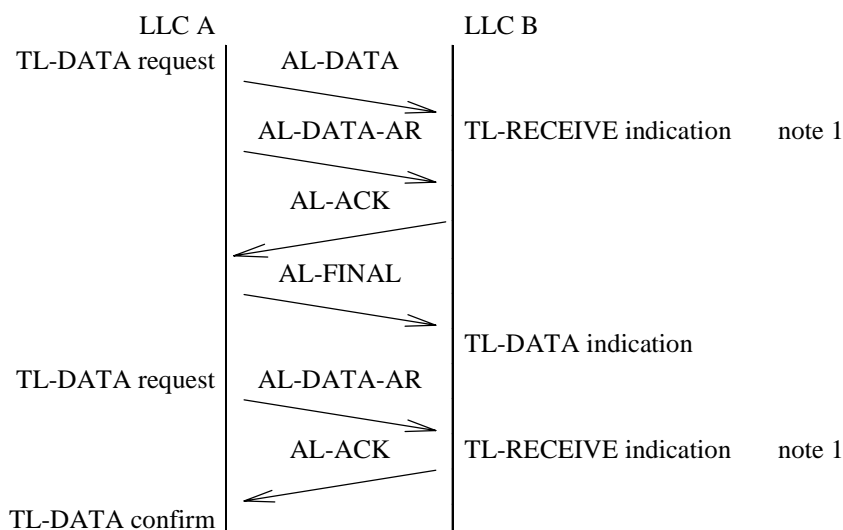 LLC A LLC B
TL-DATA request AL-DATA
AL-DATA-AR TL-RECEIVE indication note 1
AL-ACK
AL-FINAL
TL-DATA indication
TL-DATA request AL-DATA-AR
AL-ACK TL-RECEIVE indication note 1
TL-DATA confirm